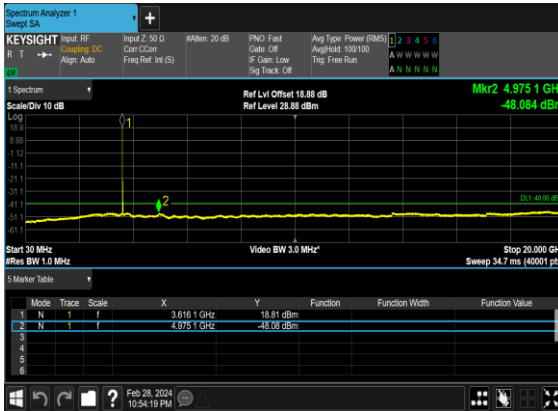 Spectrum Analyzer 1
Swept SA
+
KEYSIGHT Input: RF Input Z: 50 Ω #Atten: 20 dB PNO: Fast Avg Type: Power (RMS) 1 2 3 4 5 6
R T Coupling: DC Corr CCorr Gate: Off Avg|Hold: 100/100 A W W W W W
Align: Auto Freq Ref: Int (S) IF Gain: Low Trig: Free Run
Sig Track: Off A N N N N N
1 Spectrum Mkr2 4.975 1 GH
Scale/Div 10 dB Ref Lvl Offset 18.88 dB -48.084 dBr
Ref Level 28.88 dBm
Log
18.9
8.88
-1.12
-11.1
-21.1
-31.1
-41.1
-51.1
-61.1
1
2
DL1 -40.00 dB
Start 30 MHz Video BW 3.0 MHz* Stop 20.000 GH
#Res BW 1.0 MHz Sweep 34.7 ms (40001 pt
5 Marker Table
Mode Trace Scale X Y Function Function Width Function Value
1 N 1 f 3.616 1 GHz 18.81 dBm
2 N 1 f 4.975 1 GHz -48.08 dBm
3
4
5
6
? Feb 28, 2024
10:54:19 PM